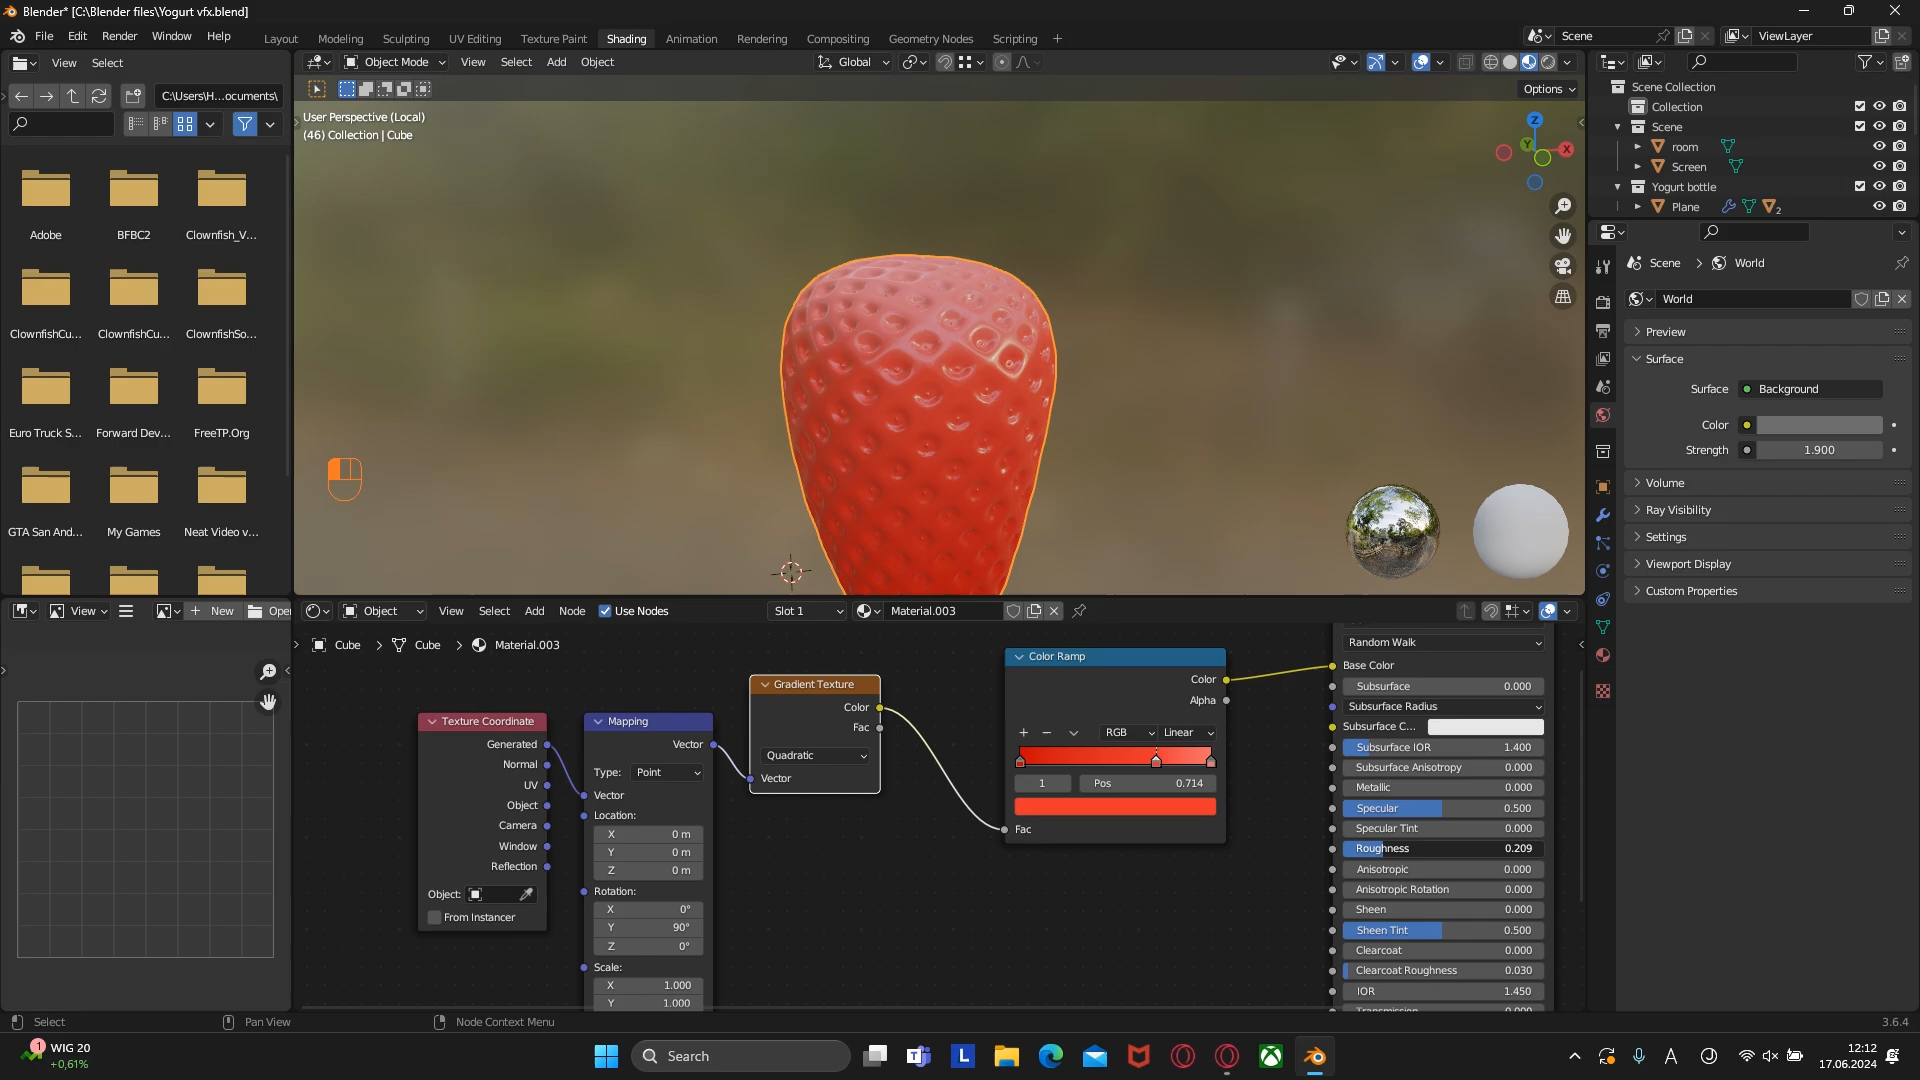 Blender* [C:\Blender files\Yogurt vfx.blend]
File Edit Render Window Help
Layout Modeling Sculpting UV Editing Texture Paint Shading Animation Rendering Compositing Geometry Nodes Scripting +
Scene
ViewLayer
View Select
Object Mode View Select Add Object
Global
C:\Users\H...ocuments\
Options
User Perspective (Local)
(46) Collection | Cube
Z
Y
X
Adobe
BFBC2
Clownfish_V...
ClownfishCu...
ClownfishCu...
ClownfishSo...
Euro Truck S...
Forward Dev...
FreeTP.Org
GTA San And...
My Games
Neat Video v...
Scene Collection
Collection
Scene
room
Screen
Yogurt bottle
Plane
2
Scene > World
World
Preview
Surface
Surface Background
Color
Strength 1.900
Volume
Ray Visibility
Settings
Viewport Display
Custom Properties
View
New
Open
Object View Select Add Node Use Nodes
Slot 1
Material.003
Cube > Cube > Material.003
Texture Coordinate
Generated
Normal
UV
Object
Camera
Window
Reflection
Object:
From Instancer
Mapping
Vector
Type: Point
Vector
Location:
X 0 m
Y 0 m
Z 0 m
Rotation:
X 0°
Y 90°
Z 0°
Scale:
X 1.000
Y 1.000
Gradient Texture
Color
Fac
Quadratic
Vector
Color Ramp
Color
Alpha
RGB Linear
1 Pos 0.714
Fac
Random Walk
Base Color
Subsurface 0.000
Subsurface Radius
Subsurface C...
Subsurface IOR 1.400
Subsurface Anisotropy 0.000
Metallic 0.000
Specular 0.500
Specular Tint 0.000
Roughness 0.209
Anisotropic 0.000
Anisotropic Rotation 0.000
Sheen 0.000
Sheen Tint 0.500
Clearcoat 0.000
Clearcoat Roughness 0.030
IOR 1.450
Transmission 0.000
Select
Pan View
Node Context Menu
3.6.4
1
WIG 20
+0,61%
Search
12:12
17.06.2024